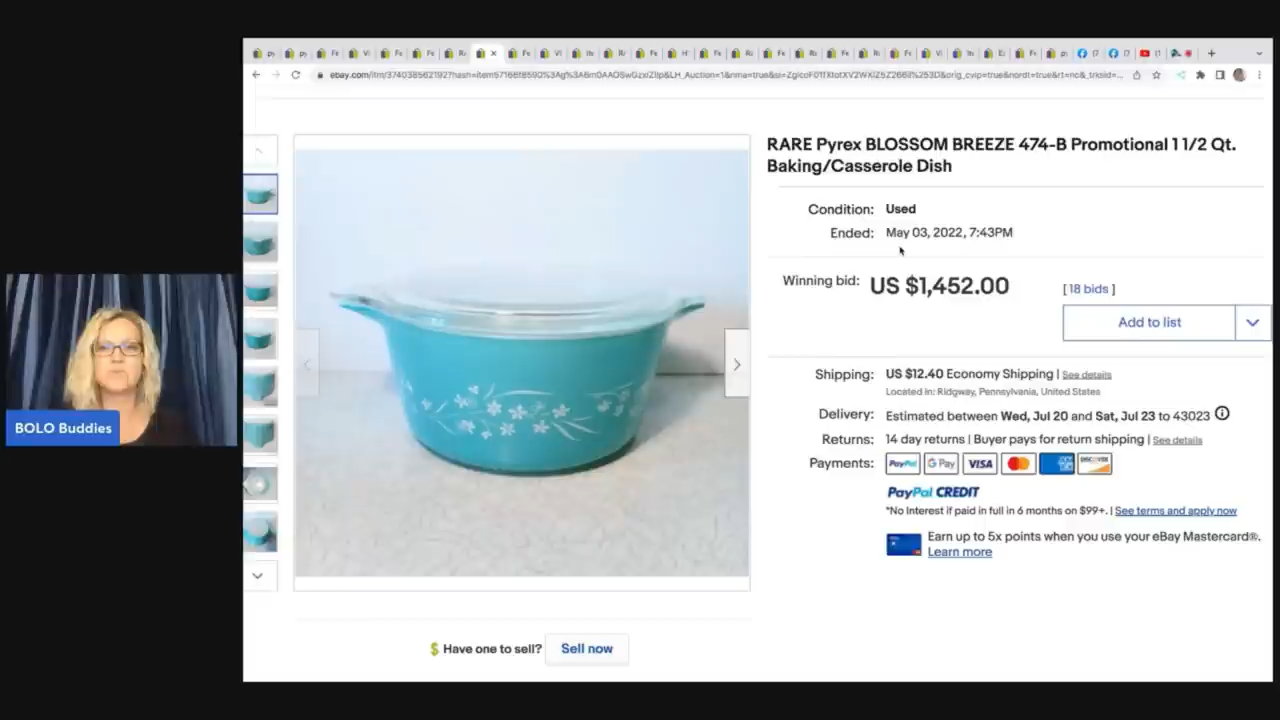 RARE Pyrex BLOSSOM BREEZE 474-B Promotional 1 1/2 Qt.
Baking/Casserole Dish
Condition: Used
Ended: May 03, 2022, 7:43PM
Winning bid: US $1,452.00 [ 18 bids ]
Add to list
Shipping: US $12.40 Economy Shipping | See details
Located in: Ridgway, Pennsylvania, United States
Delivery: Estimated between Wed, Jul 20 and Sat, Jul 23 to 43023
Returns: 14 day returns | Buyer pays for return shipping | See details
Payments: PayPal G Pay VISA MasterCard DISCOVER
PayPal CREDIT
*No Interest if paid in full in 6 months on $99+. | See terms and apply now
Earn up to 5x points when you use your eBay Mastercard®.
Learn more
$ Have one to sell? Sell now
BOLO Buddies